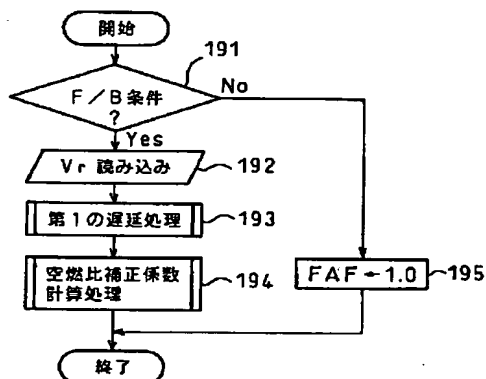 開始
191
F/B条件
?
No
Yes
Vr 読み込み
192
第1の遅延処理
193
空燃比補正係数
計算処理
194
FAF←1.0
195
終了